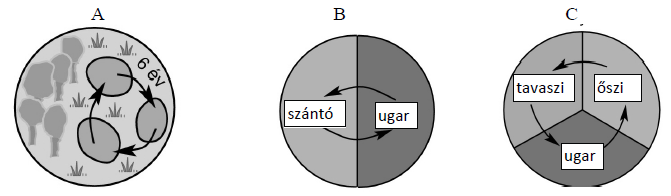 A B C
6 év
szántó ugar
tavaszi őszi
ugar